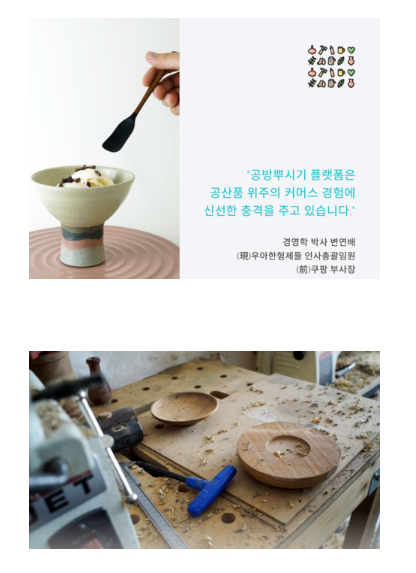 "공방뿌시기 플랫폼은
공산품 위주의 커머스 경험에
신선한 충격을 주고 있습니다."
경영학 박사 변연배
(現)우아한형제들 인사총괄임원
(前)쿠팡 부사장
JET